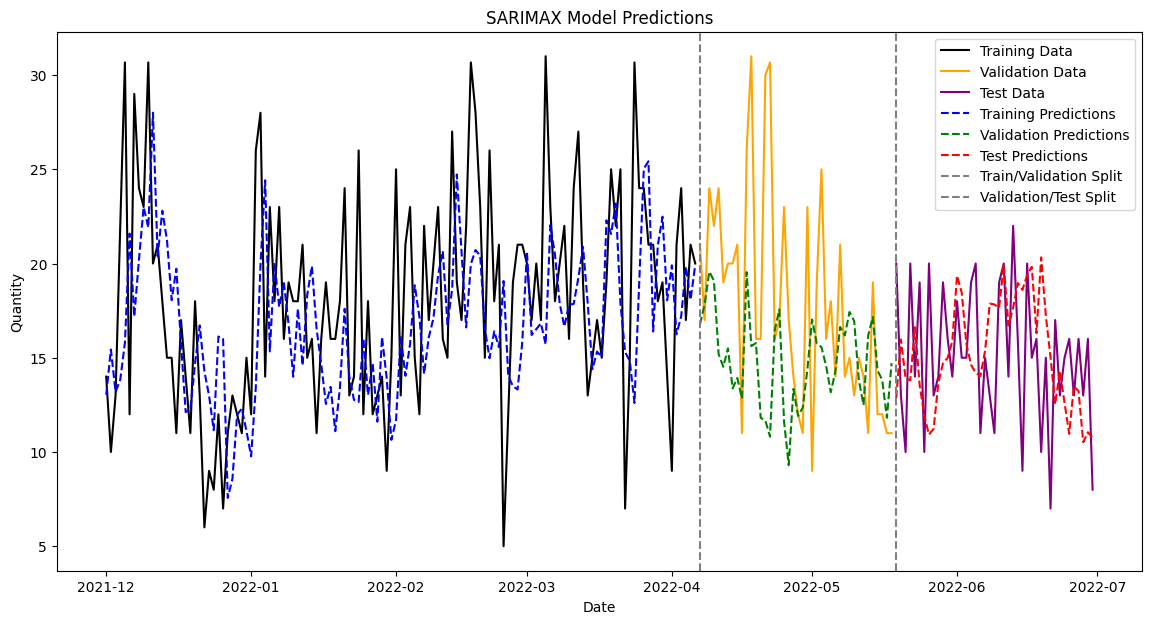 SARIMAX Model Predictions
Quantity
30
25
20
15
10
5
Training Data
Validation Data
Test Data
Training Predictions
Validation Predictions
Test Predictions
Train/Validation Split
Validation/Test Split
2021-12
2022-01
2022-02
2022-03
2022-04
2022-05
2022-06
2022-07
Date